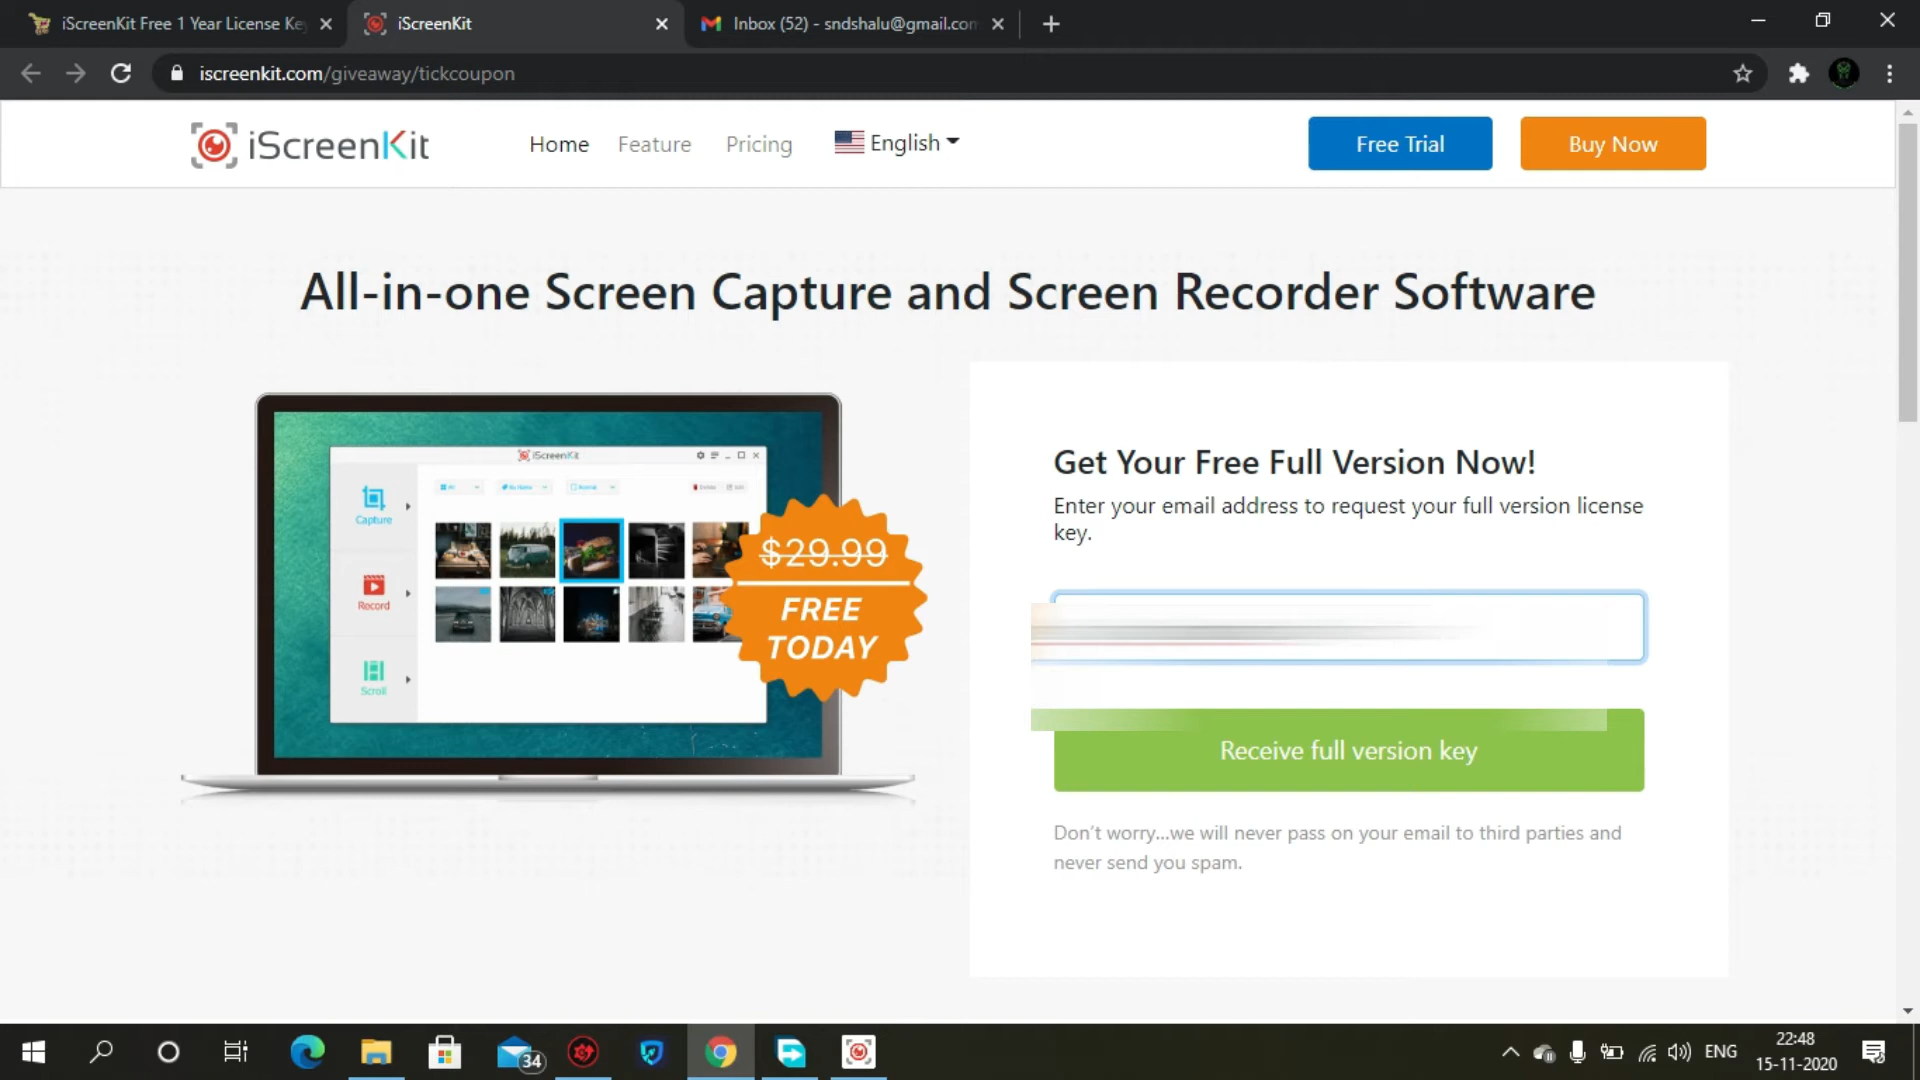 iScreenKit Free 1 Year License Ke
iScreenKit
Inbox (52) - sndshalu@gmail.com
iscreenkit.com/giveaway/tickcoupon
iScreenKit
Home
Feature
Pricing
English
Free Trial
Buy Now
All-in-one Screen Capture and Screen Recorder Software
iScreenKit
Capture
Record
Scroll
$29.99
FREE
TODAY
Get Your Free Full Version Now!
Enter your email address to request your full version license
key.
Receive full version key
Don't worry...we will never pass on your email to third parties and
never send you spam.
34
ENG
22:48
15-11-2020